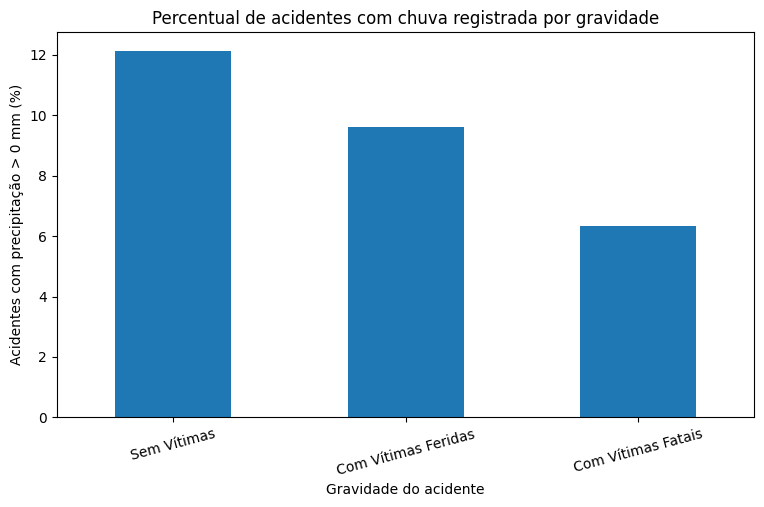 Percentual de acidentes com chuva registrada por gravidade
Acidentes com precipitação > 0 mm (%)
12
10
8
6
4
2
0
Sem Vítimas
Com Vítimas Feridas
Com Vítimas Fatais
Gravidade do acidente